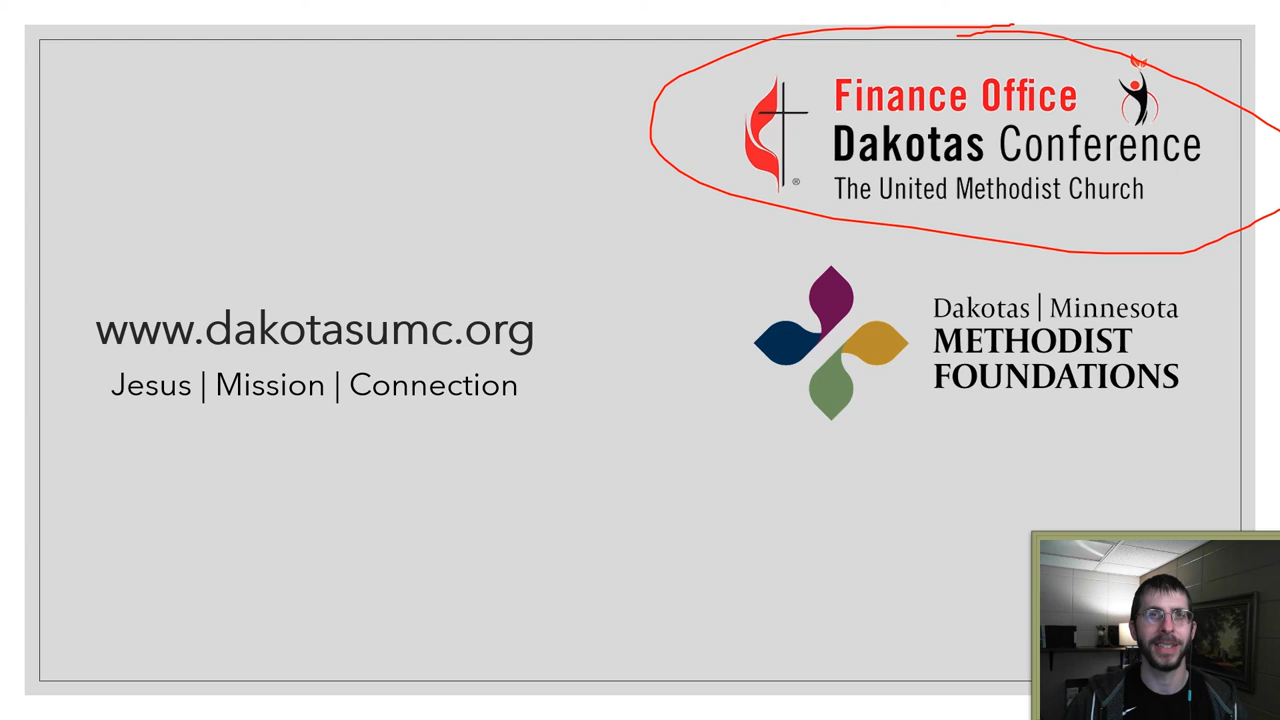 Finance Office
Dakotas Conference
®
The United Methodist Church
www.dakotasumc.org
Jesus | Mission | Connection
Dakotas | Minnesota
METHODIST
FOUNDATIONS